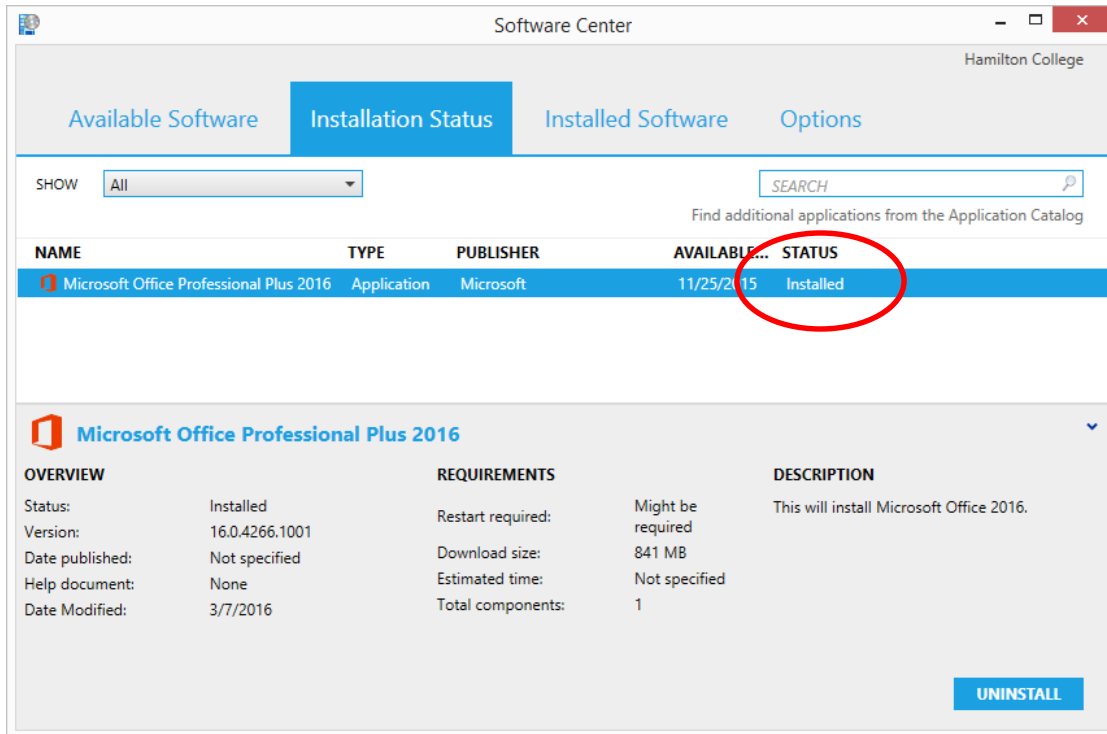 Software Center
Hamilton College
Available Software Installation Status Installed Software Options
SHOW All SEARCH
Find additional applications from the Application Catalog
NAME TYPE PUBLISHER AVAILABLE... STATUS
Microsoft Office Professional Plus 2016 Application Microsoft 11/25/2015 Installed
Microsoft Office Professional Plus 2016
OVERVIEW REQUIREMENTS DESCRIPTION
Status: Installed
Version: 16.0.4266.1001
Date published: Not specified
Help document: None
Date Modified: 3/7/2016
Restart required: Might be
required
Download size: 841 MB
Estimated time: Not specified
Total components: 1
This will install Microsoft Office 2016.
UNINSTALL